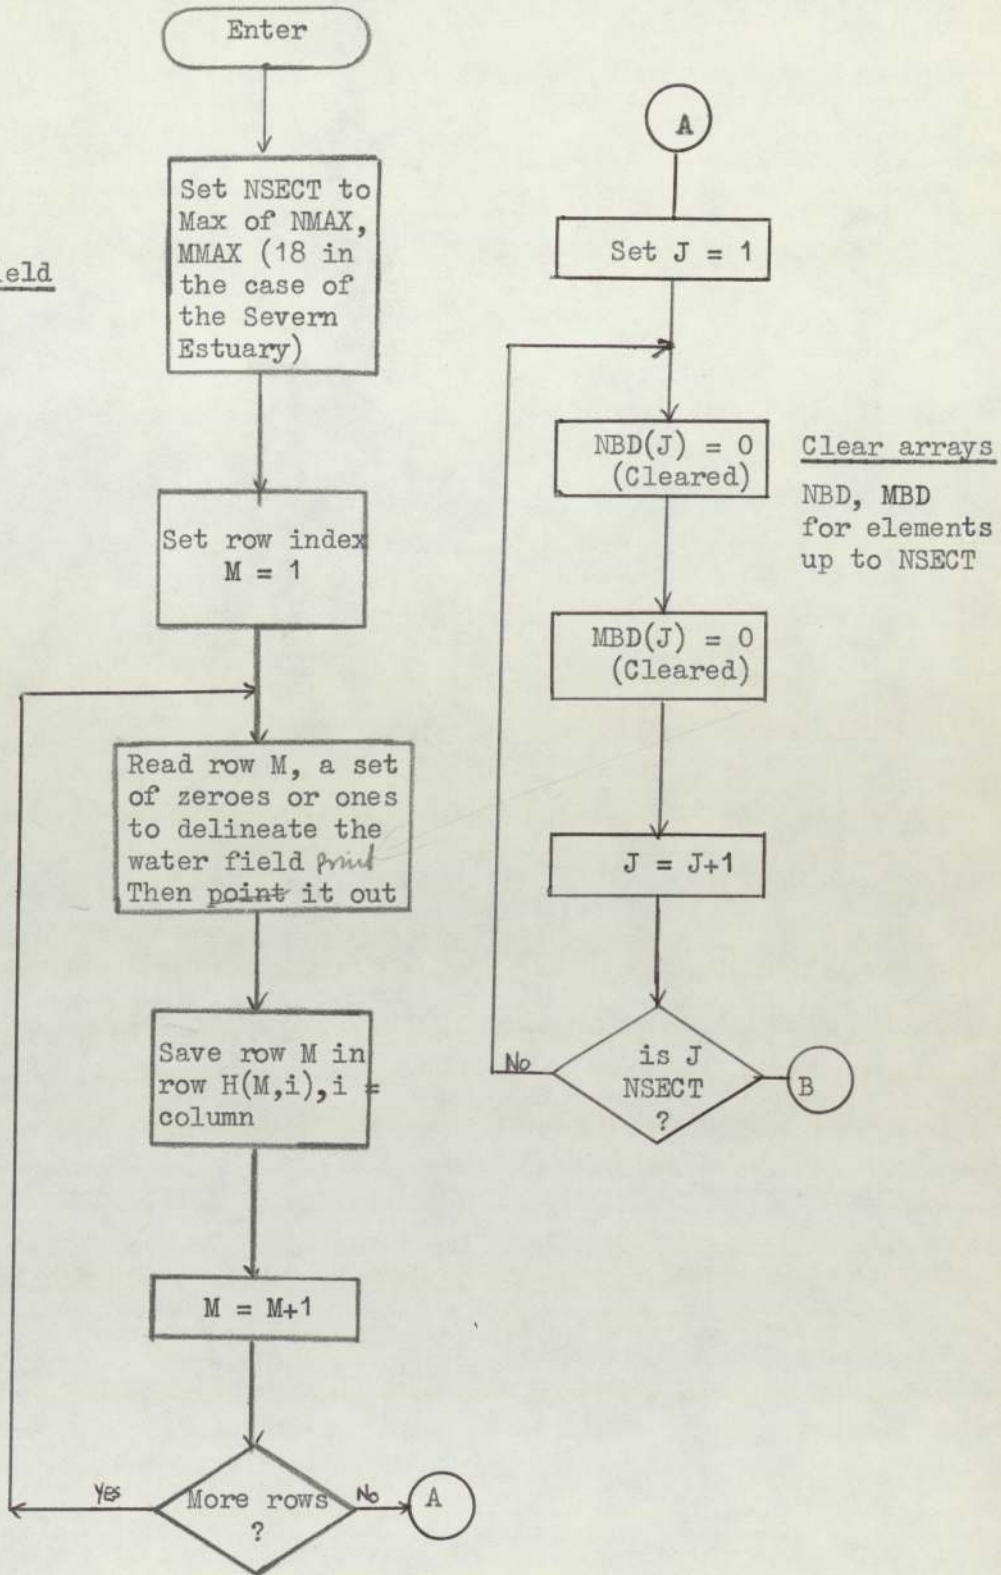 Enter
Set NSECT to
Max of NMAX,
MMAX (18 in
the case of
the Severn
Estuary)
Set row index
M = 1
Read row M, a set
of zeroes or ones
to delineate the
water field print
Then point it out
Save row M in
row H(M,i),i =
column
M = M+1
More rows
?
Yes
No
A
A
Set J = 1
NBD(J) = 0
(Cleared)
Clear arrays
NBD, MBD
for elements
up to NSECT
MBD(J) = 0
(Cleared)
J = J+1
is J
NSECT
?
No
B